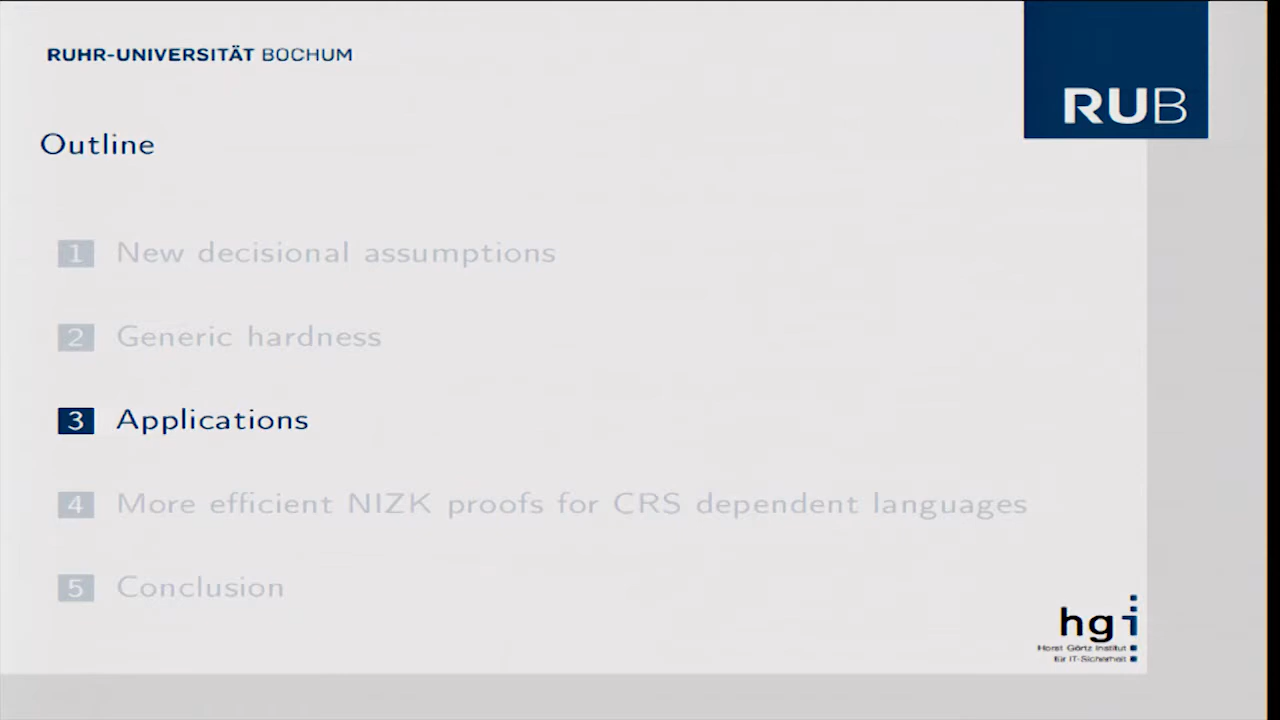 RUHR-UNIVERSITÄT BOCHUM
RUB
Outline
1 New decisional assumptions
2 Generic hardness
3 Applications
4 More efficient NIZK proofs for CRS dependent languages
5 Conclusion
hgi
Horst Görtz Institut
für IT-Sicherheit